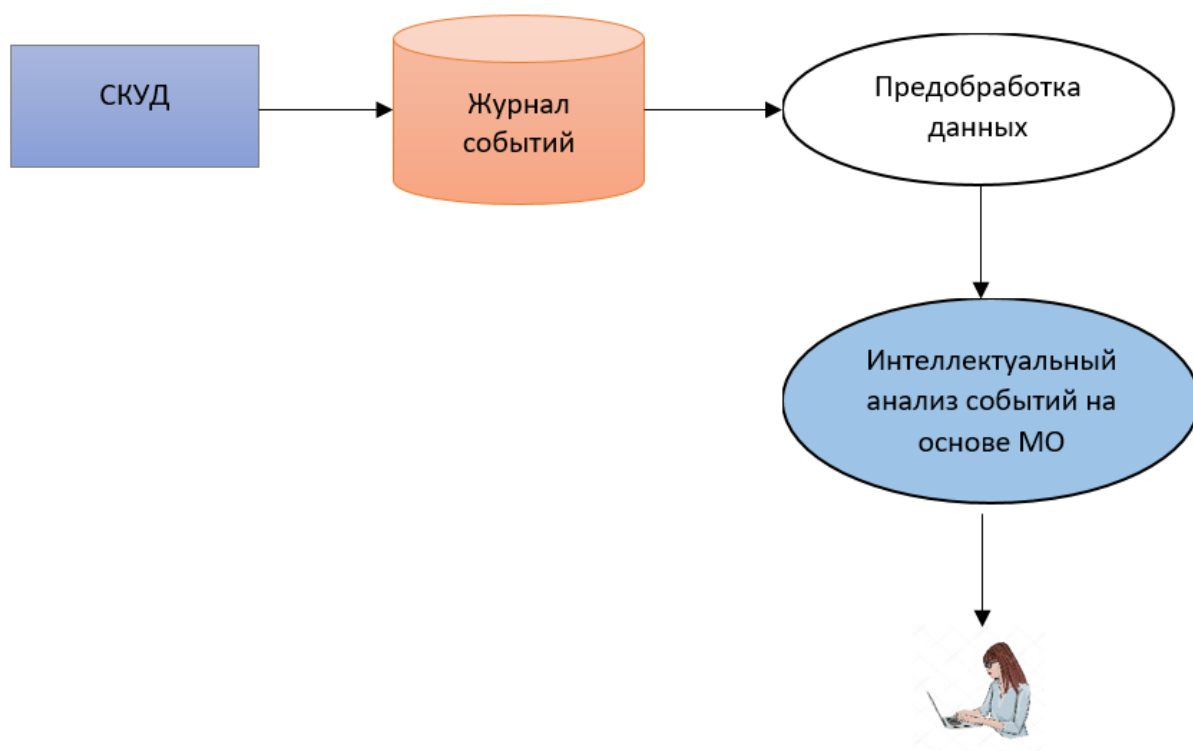 СКУД
Журнал
событий
Предобработка
данных
Интеллектуальный
анализ событий на
основе МО